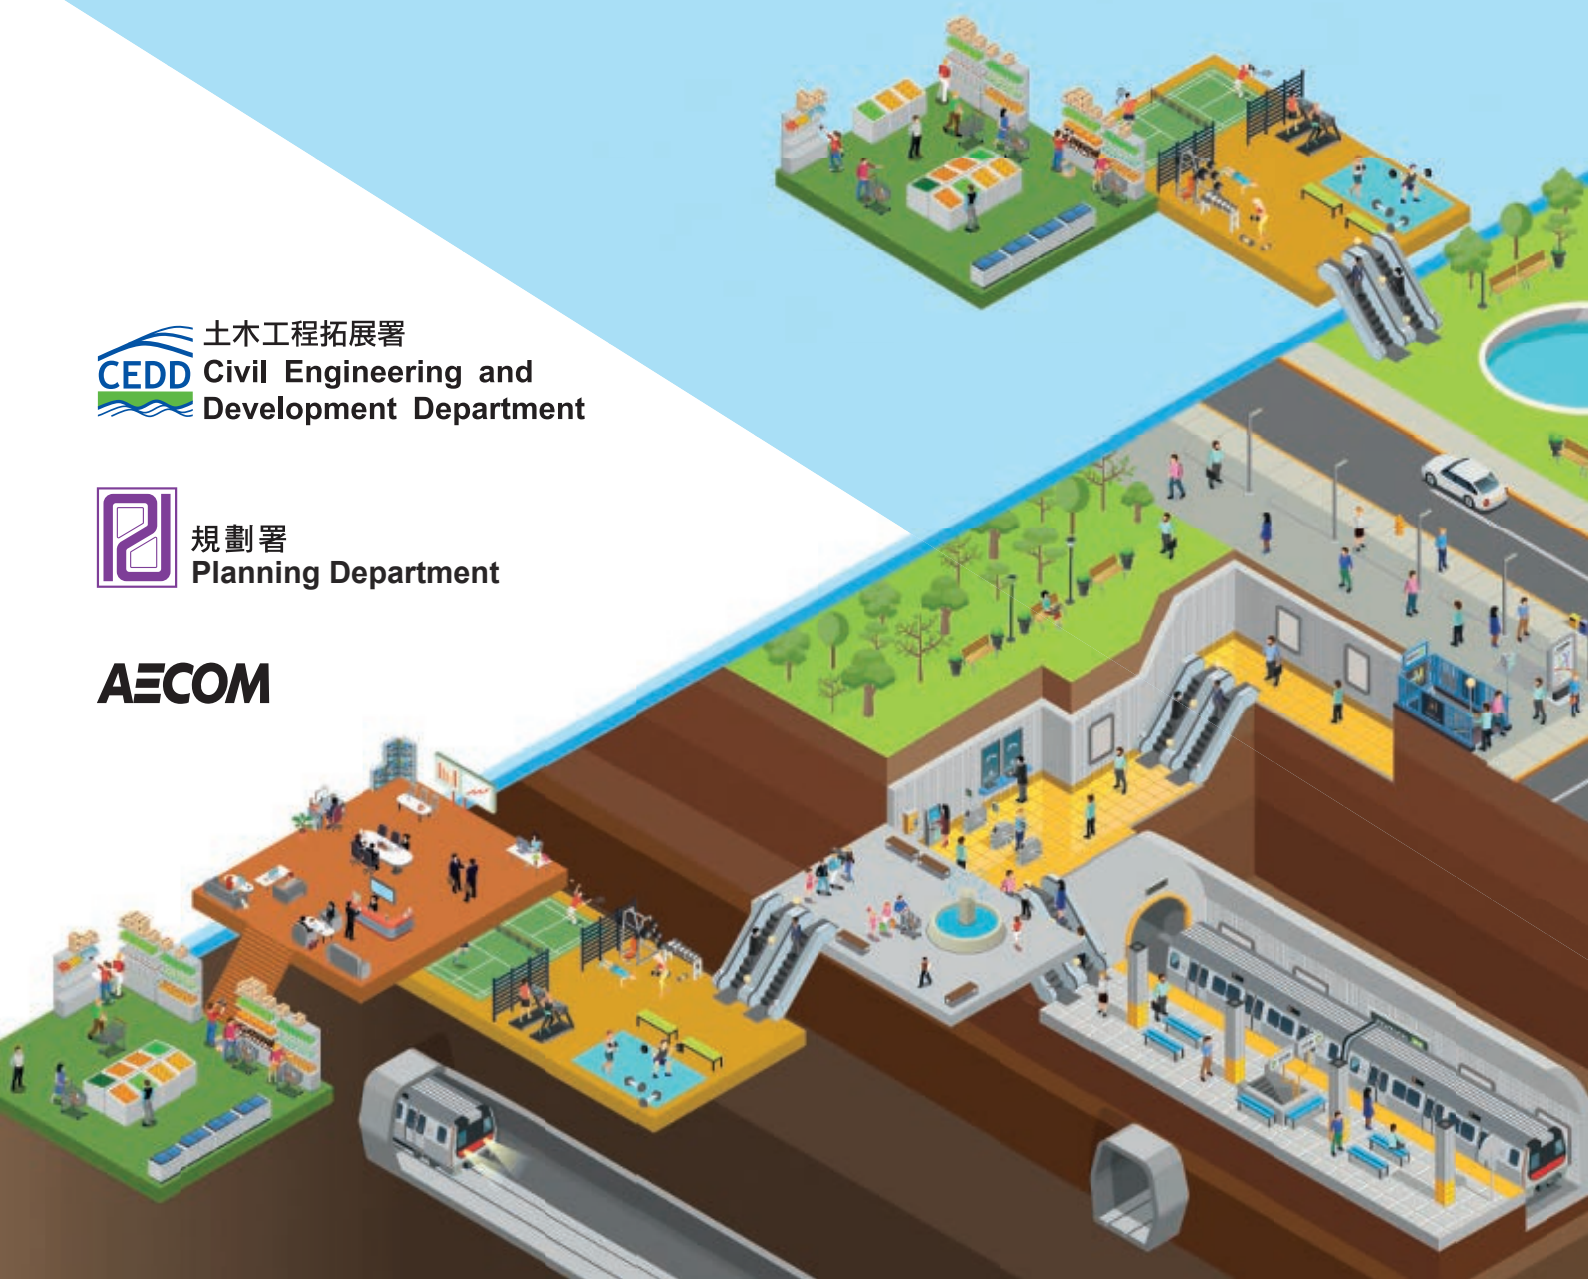 土木工程拓展署
CEDD
Civil Engineering and
Development Department
規劃署
Planning Department
AECOM